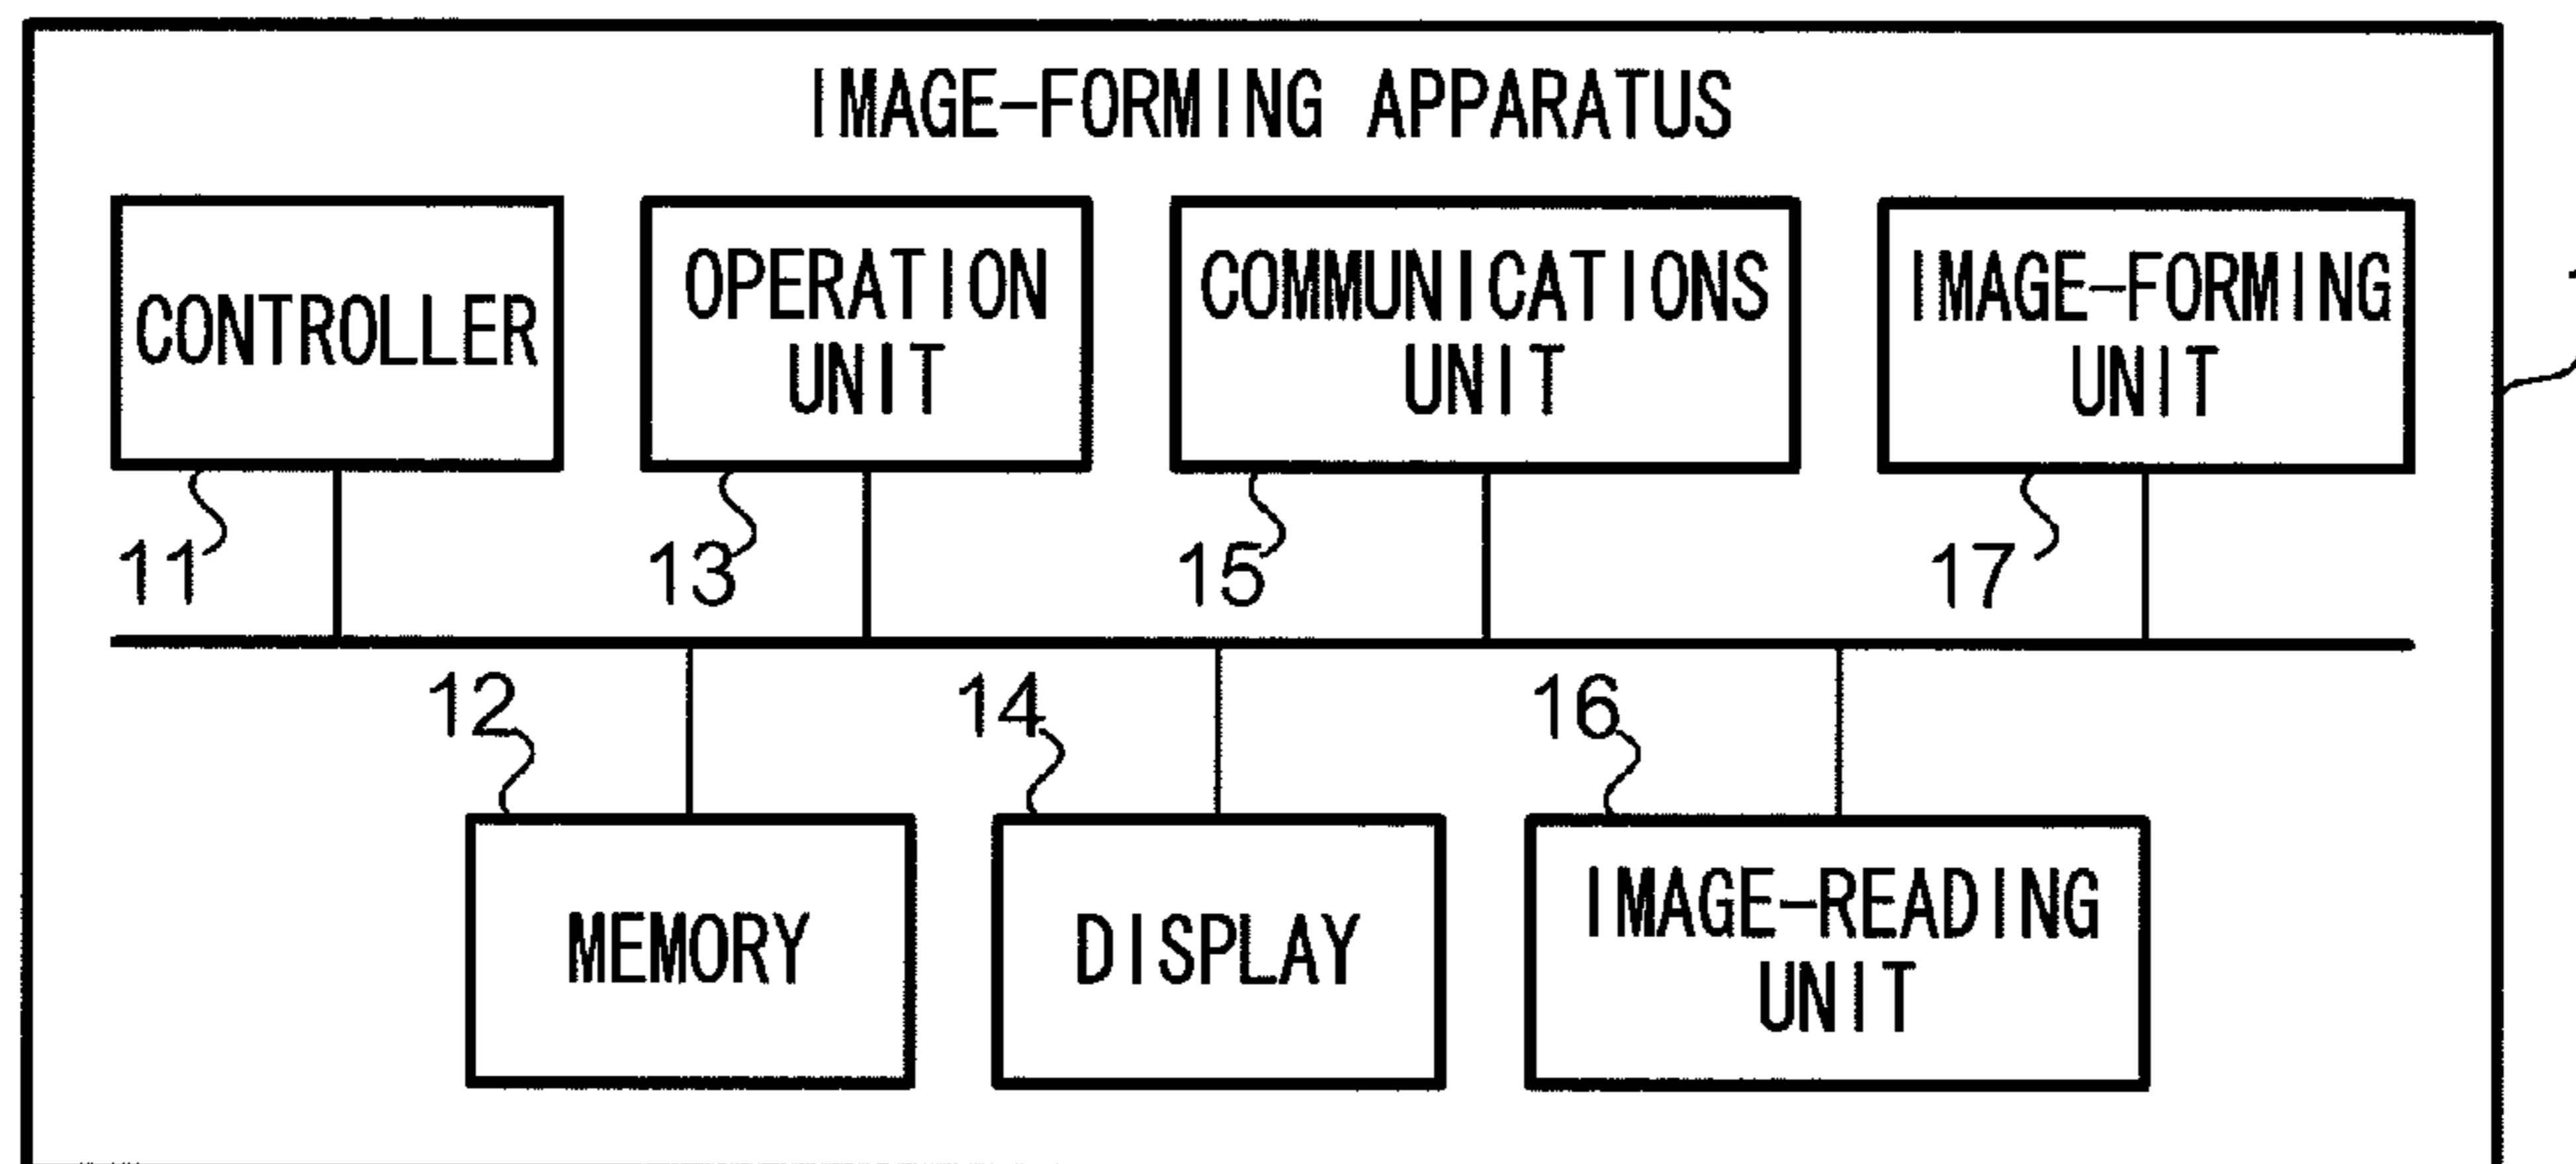 IMAGE-FORMING APPARATUS
CONTROLLER
OPERATION
UNIT
COMMUNICATIONS
UNIT
IMAGE-FORMING
UNIT
11
13
15
17
12
14
16
MEMORY
DISPLAY
IMAGE-READING
UNIT